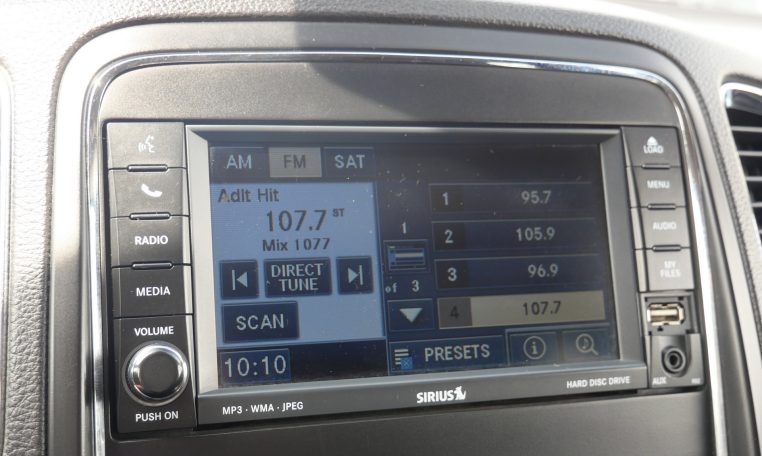 AM FM SAT
Adlt Hit
107.7 ST
Mix 1077
DIRECT
TUNE
SCAN
10:10
1
of 3
1 95.7
2 105.9
3 96.9
4 107.7
PRESETS
i
RADIO
MEDIA
VOLUME
PUSH ON
LOAD
MENU
AUDIO
MY
FILES
AUX
MP3 · WMA · JPEG
SIRIUS
HARD DISC DRIVE